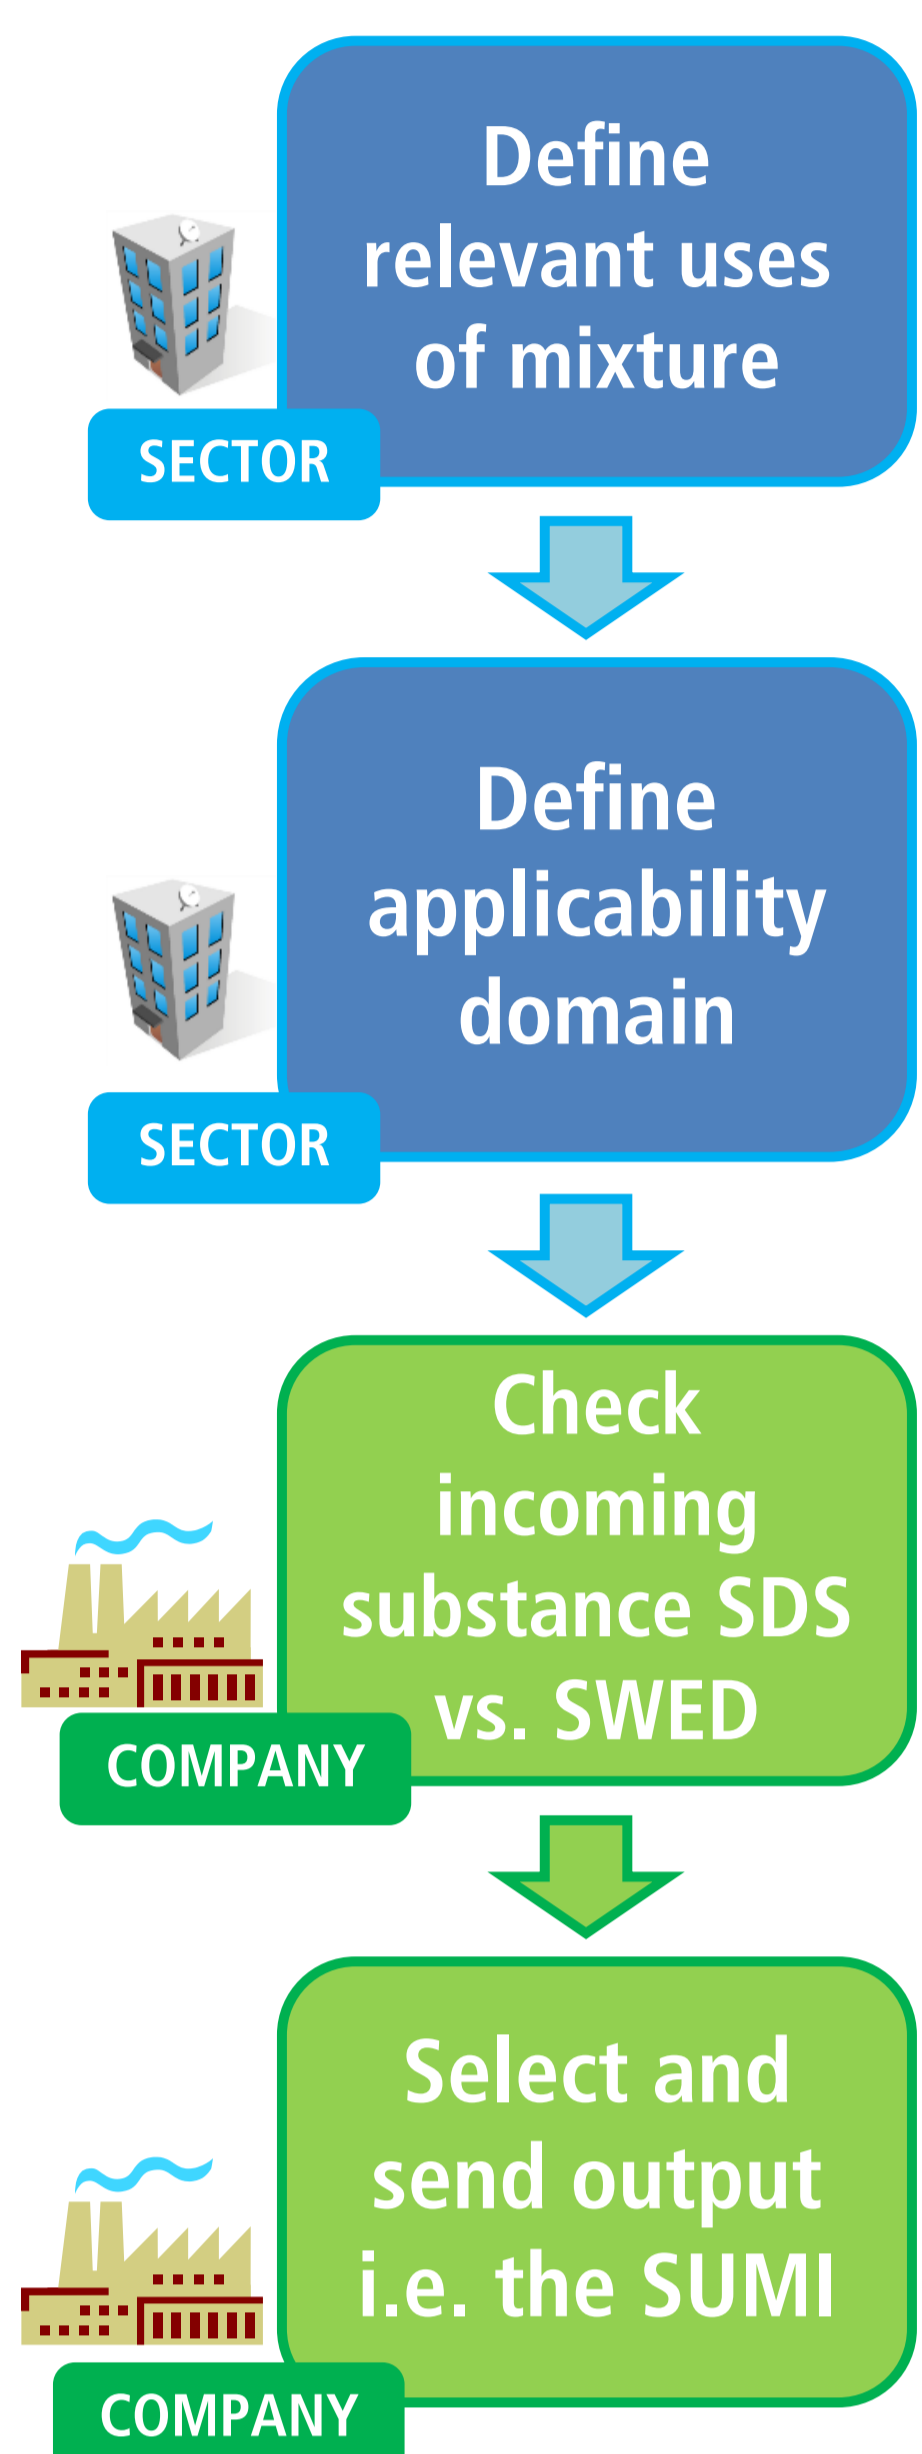 Define
relevant uses
of mixture
SECTOR
Define
applicability
domain
SECTOR
Check
incoming
substance SDS
vs. SWED
COMPANY
Select and
send output
i.e. the SUMI
COMPANY